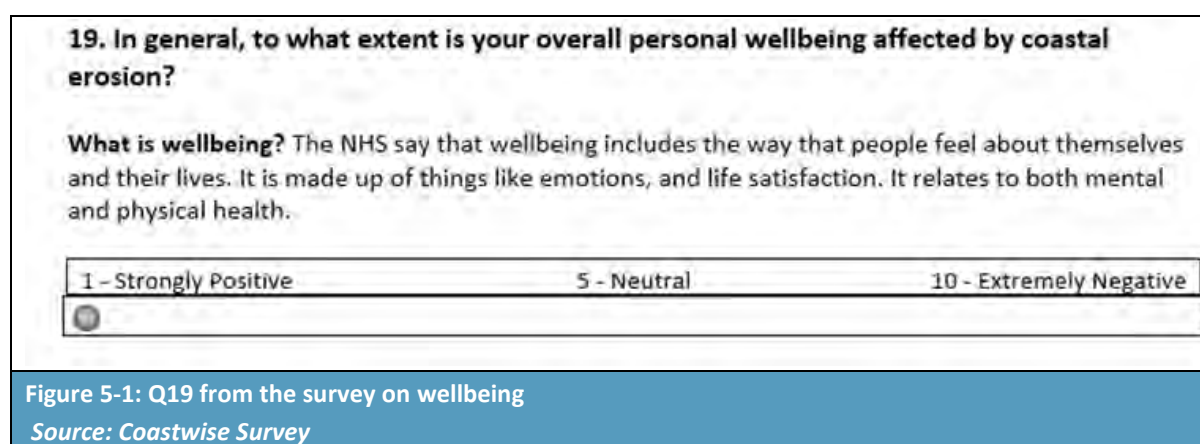 19. In general, to what extent is your overall personal wellbeing affected by coastal
erosion?
What is wellbeing? The NHS say that wellbeing includes the way that people feel about themselves
and their lives. It is made up of things like emotions, and life satisfaction. It relates to both mental
and physical health.
1 – Strongly Positive 5 - Neutral 10 - Extremely Negative
Figure 5-1: Q19 from the survey on wellbeing
Source: Coastwise Survey